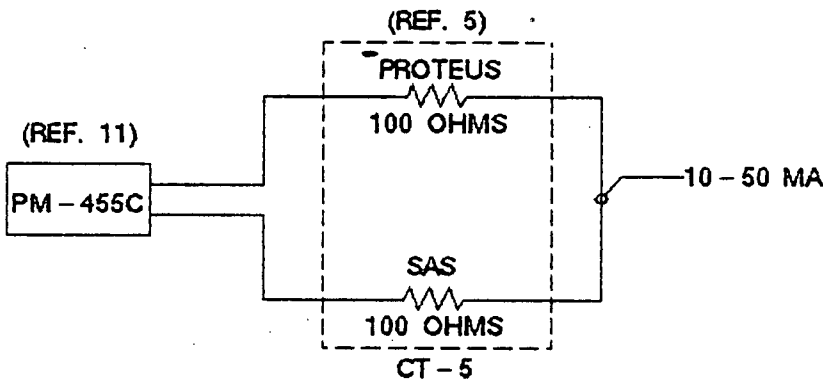 (REF. 5)
PROTEUS
100 OHMS
(REF. 11)
PM-455C
10-50 MA
SAS
100 OHMS
CT-5